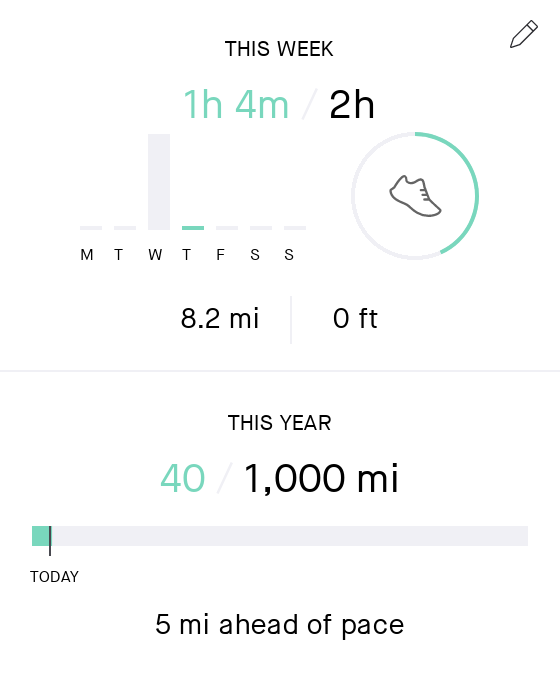 THIS WEEK
1h 4m / 2h
M T W T F S S
8.2 mi 0 ft
THIS YEAR
40 / 1,000 mi
TODAY
5 mi ahead of pace